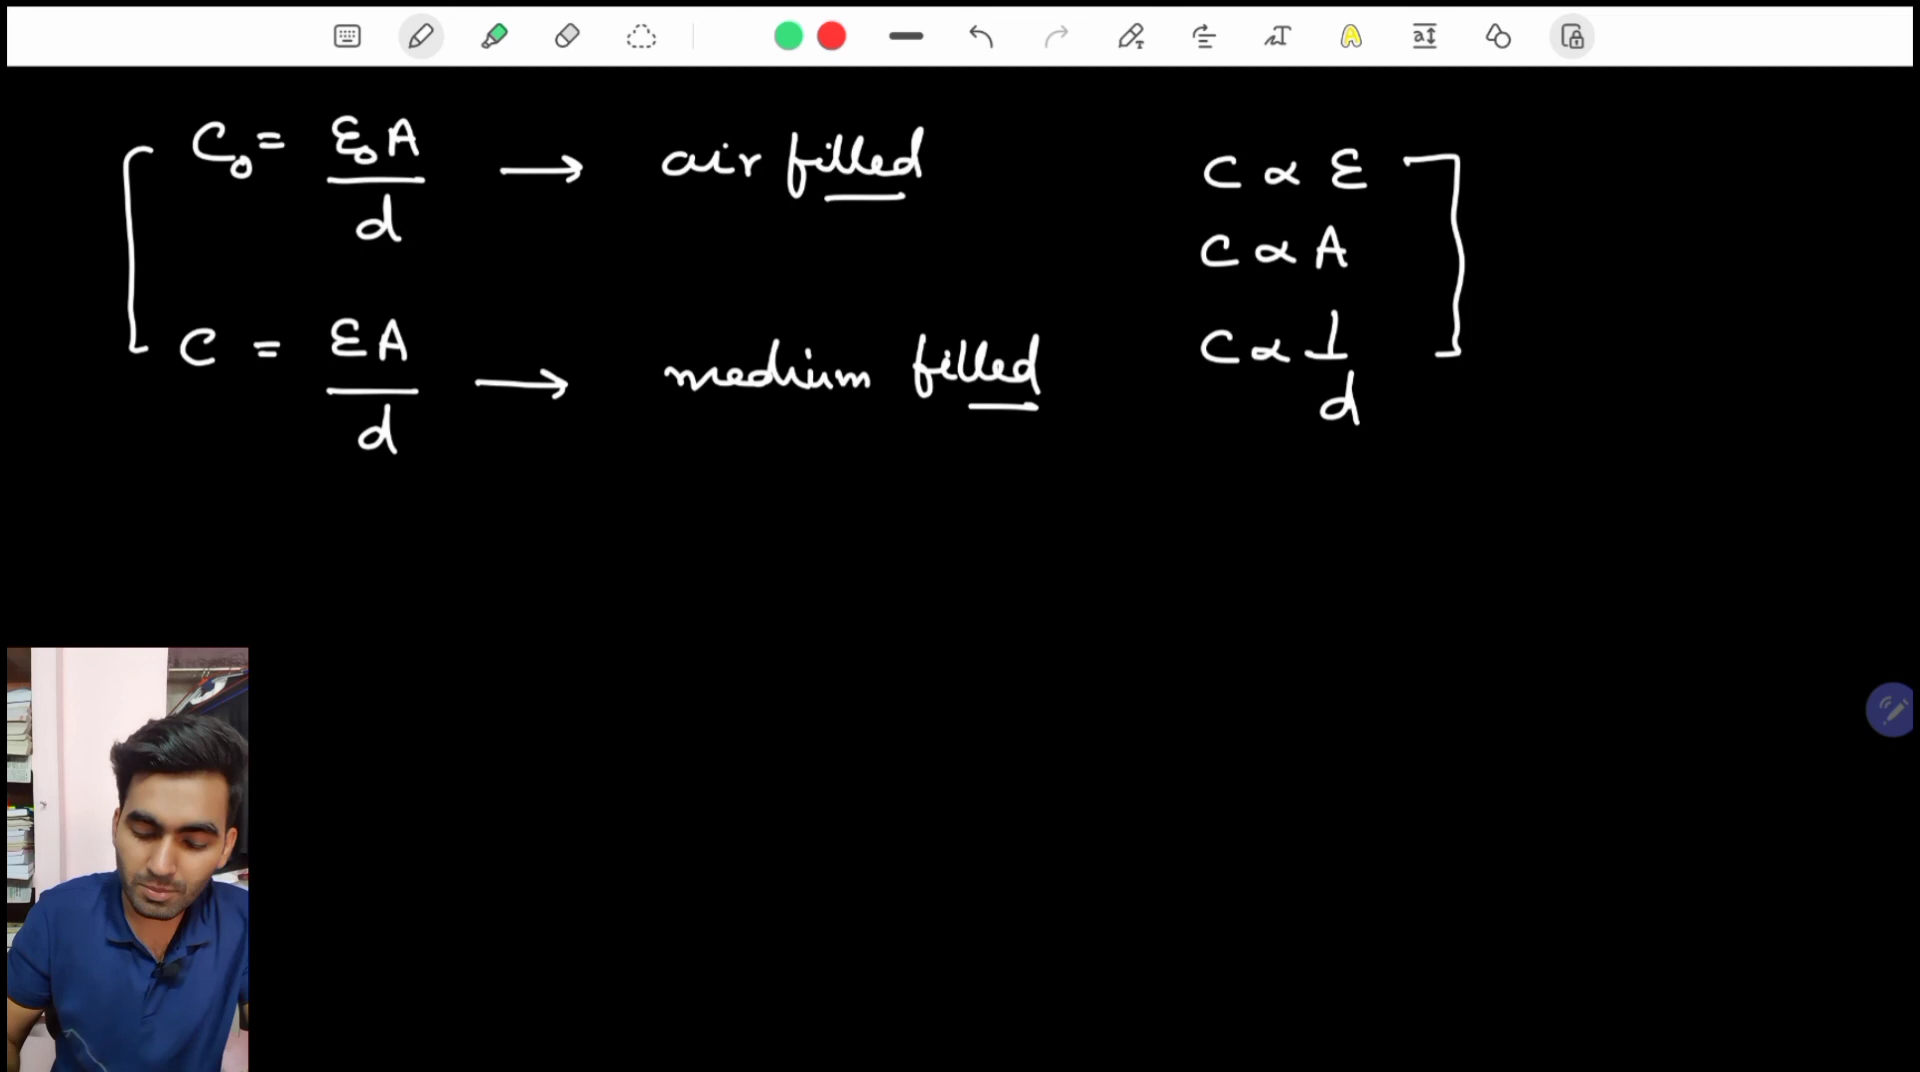 C₀ = ε₀A/d → air filled
C = εA/d → medium filled
C ∝ ε
C ∝ A
C ∝ 1/d